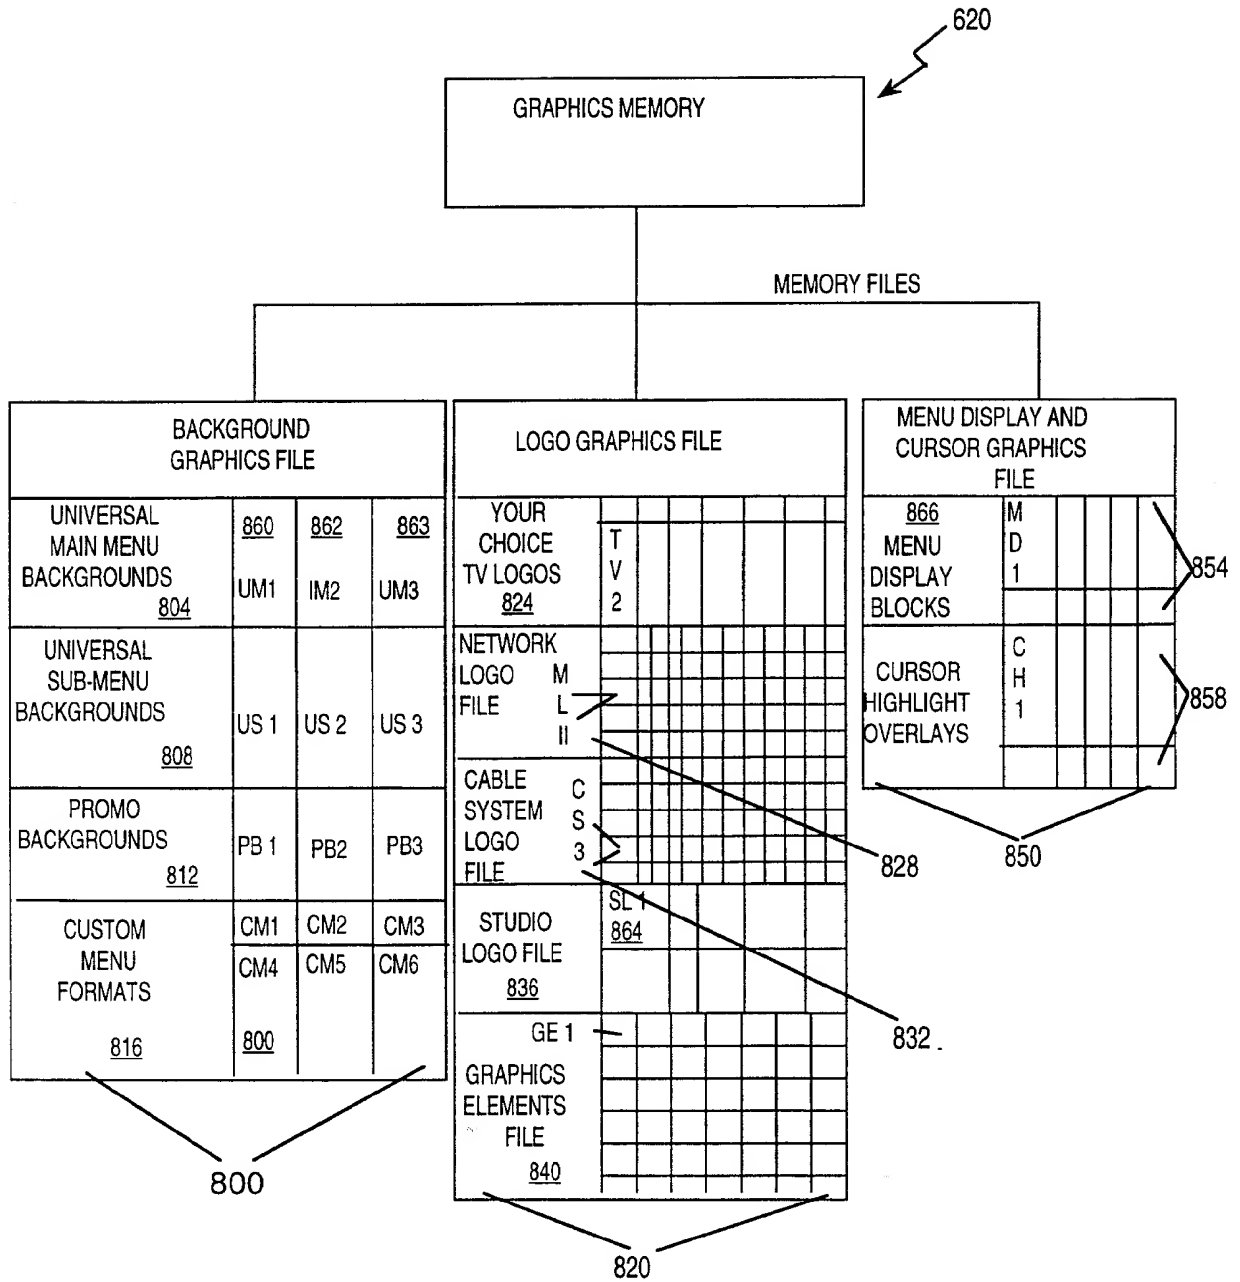 620
GRAPHICS MEMORY
MEMORY FILES
BACKGROUND
GRAPHICS FILE
UNIVERSAL
MAIN MENU
BACKGROUNDS
804
860 862 863
UM1 IM2 UM3
UNIVERSAL
SUB-MENU
BACKGROUNDS
808
US 1 US 2 US 3
PROMO
BACKGROUNDS
812
PB 1 PB2 PB3
CUSTOM
MENU
FORMATS
816
CM1 CM2 CM3
CM4 CM5 CM6
800
800
LOGO GRAPHICS FILE
YOUR
CHOICE
TV LOGOS
824
T
V
2
NETWORK
LOGO
FILE
M
L
II
828
CABLE
SYSTEM
LOGO
FILE
C
S
3
832
STUDIO
LOGO FILE
836
SL 1
864
GE 1
GRAPHICS
ELEMENTS
FILE
840
820
MENU DISPLAY AND
CURSOR GRAPHICS
FILE
866
MENU
DISPLAY
BLOCKS
M
D
1
854
CURSOR
HIGHLIGHT
OVERLAYS
C
H
1
858
850